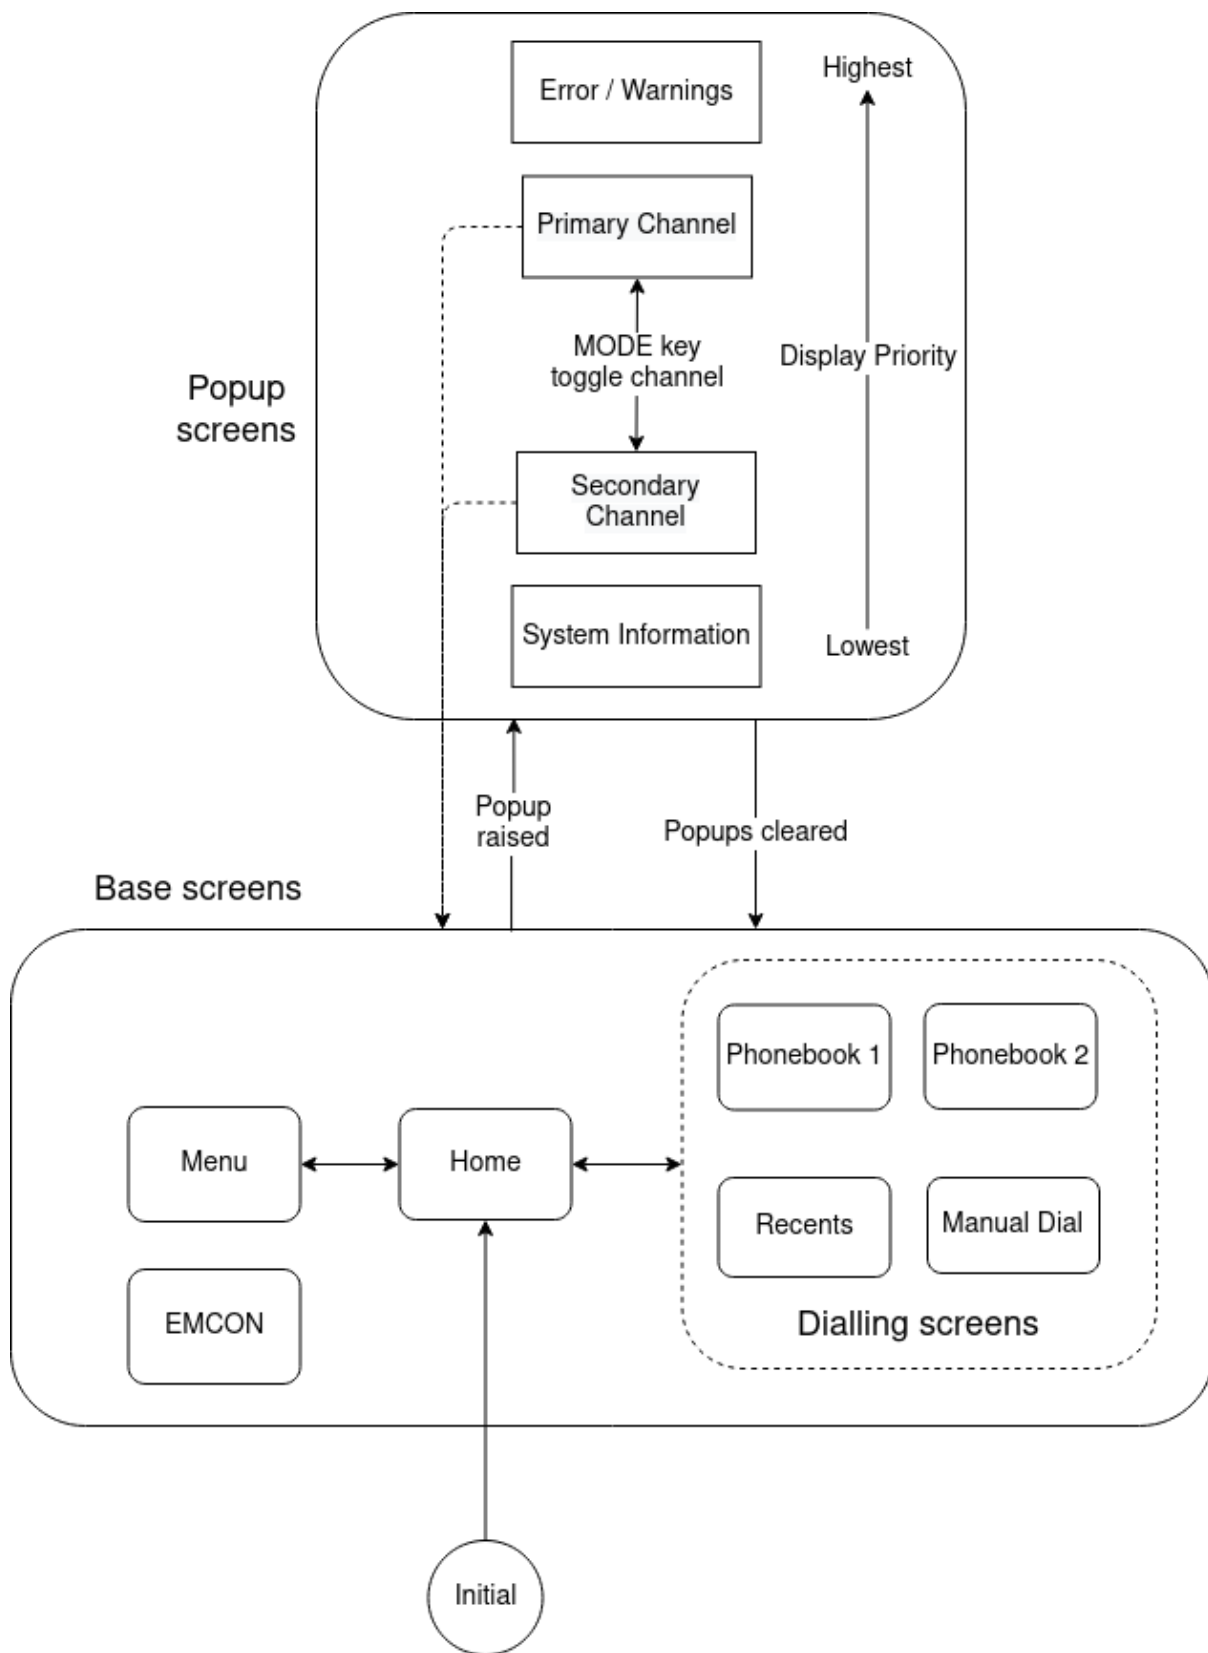 Highest
Error / Warnings
Primary Channel
MODE key
toggle channel
Display Priority
Popup
screens
Secondary
Channel
System Information
Lowest
Popup
raised
Popups cleared
Base screens
Phonebook 1
Phonebook 2
Menu
Home
Recents
Manual Dial
EMCON
Dialling screens
Initial